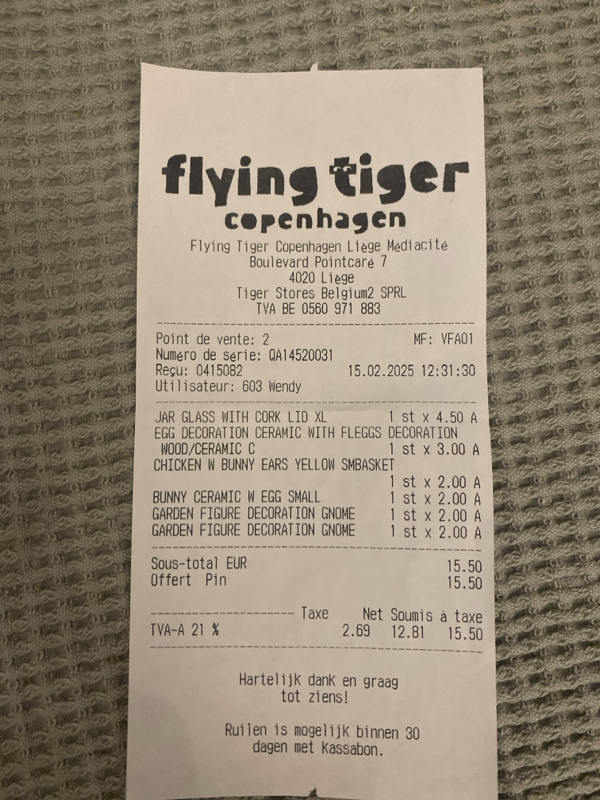 flying tiger
copenhagen
Flying Tiger Copenhagen Liège Médiacité
Boulevard Pointcaré 7
4020 Liège
Tiger Stores Belgium2 SPRL
TVA BE 0560 971 883
Point de vente: 2 MF: VFA01
Numéro de série: QA14520031
Reçu: 0415082 15.02.2025 12:31:30
Utilisateur: 603 Wendy
JAR GLASS WITH CORK LID XL 1 st x 4.50 A
EGG DECORATION CERAMIC WITH FLEGGS DECORATION
WOOD/CERAMIC C 1 st x 3.00 A
CHICKEN W BUNNY EARS YELLOW SMBASKET
1 st x 2.00 A
BUNNY CERAMIC W EGG SMALL 1 st x 2.00 A
GARDEN FIGURE DECORATION GNOME 1 st x 2.00 A
GARDEN FIGURE DECORATION GNOME 1 st x 2.00 A
Sous-total EUR 15.50
Offert Pin 15.50
Taxe Net Soumis à taxe
TVA-A 21 % 2.69 12.81 15.50
Hartelijk dank en graag
tot ziens!
Ruilen is mogelijk binnen 30
dagen met Kassabon.